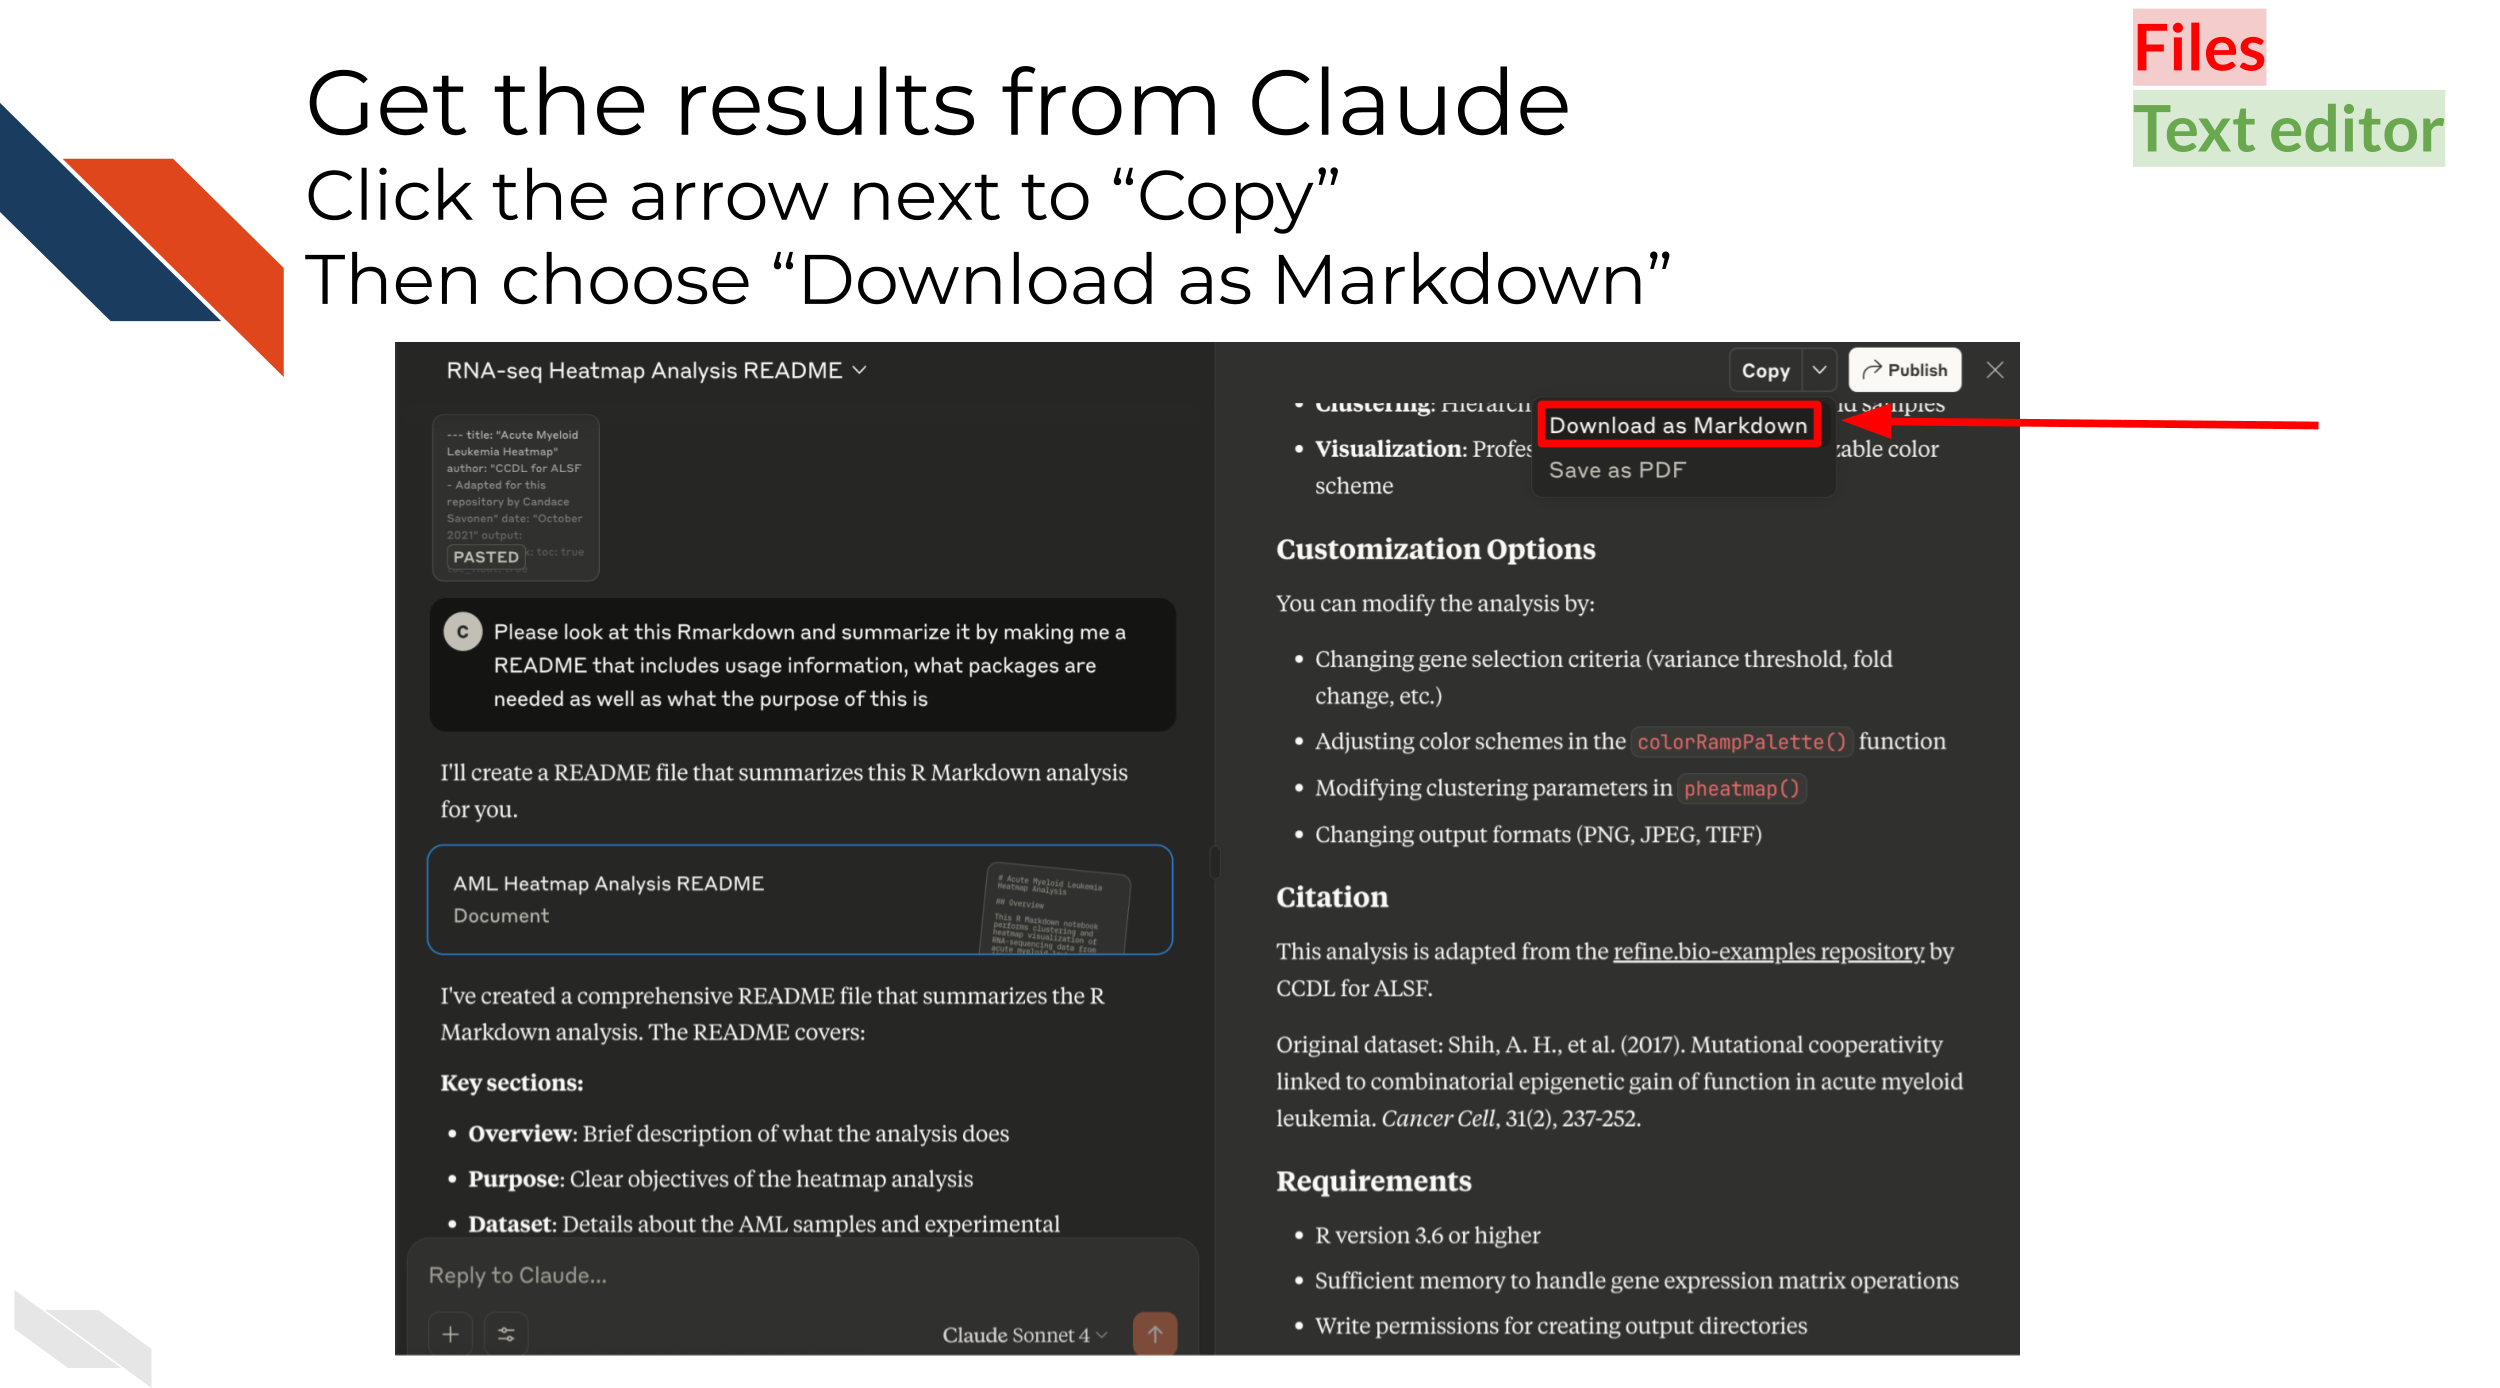 Get the results from Claude
Click the arrow next to “Copy”
Then choose “Download as Markdown”
Files
Text editor
RNA-seq Heatmap Analysis README
--- title: "Acute Myeloid
Leukemia Heatmap"
author: "CCDL for ALSF
- Adapted for this
repository by Candace
Savonen" date: "October
2021" output:
toc: true
PASTED
C
Please look at this Rmarkdown and summarize it by making me a
README that includes usage information, what packages are
needed as well as what the purpose of this is
I'll create a README file that summarizes this R Markdown analysis
for you.
AML Heatmap Analysis README
Document
# Acute Myeloid Leukemia
Heatmap Analysis
## Overview
This R Markdown notebook
performs clustering and
heatmap visualization of
RNA-sequencing data from
acute myeloid
I've created a comprehensive README file that summarizes the R
Markdown analysis. The README covers:
Key sections:
• Overview: Brief description of what the analysis does
• Purpose: Clear objectives of the heatmap analysis
• Dataset: Details about the AML samples and experimental
Reply to Claude...
Claude Sonnet 4
Copy
Publish
Download as Markdown
Save as PDF
• Clustering: Hierarch
samples
• Visualization: Profes
zable color
scheme
Customization Options
You can modify the analysis by:
• Changing gene selection criteria (variance threshold, fold
change, etc.)
• Adjusting color schemes in the colorRampPalette() function
• Modifying clustering parameters in pheatmap()
• Changing output formats (PNG, JPEG, TIFF)
Citation
This analysis is adapted from the refine.bio-examples repository by
CCDL for ALSF.
Original dataset: Shih, A. H., et al. (2017). Mutational cooperativity
linked to combinatorial epigenetic gain of function in acute myeloid
leukemia. Cancer Cell, 31(2), 237-252.
Requirements
• R version 3.6 or higher
• Sufficient memory to handle gene expression matrix operations
• Write permissions for creating output directories